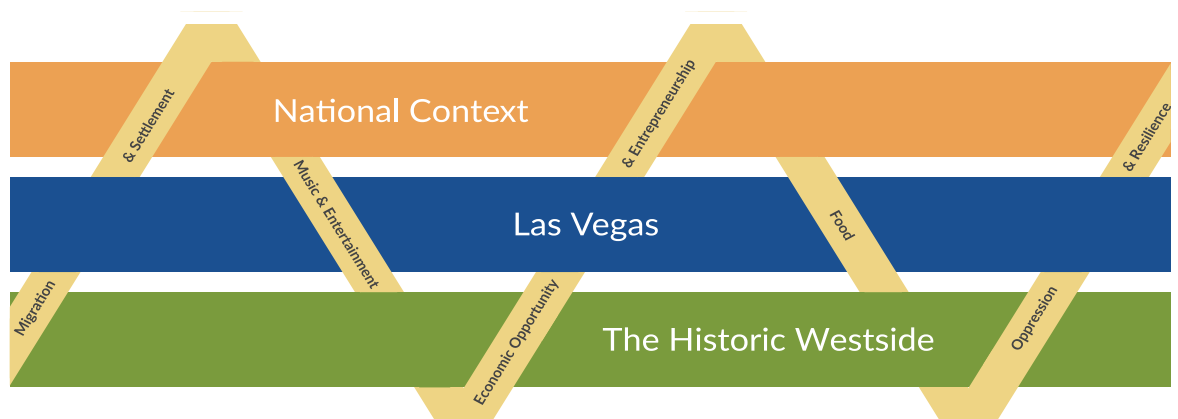 National Context
Las Vegas
The Historic Westside
Migration
& Settlement
Music & Entertainment
Economic Opportunity
& Entrepreneurship
Food
Oppression
& Resilience